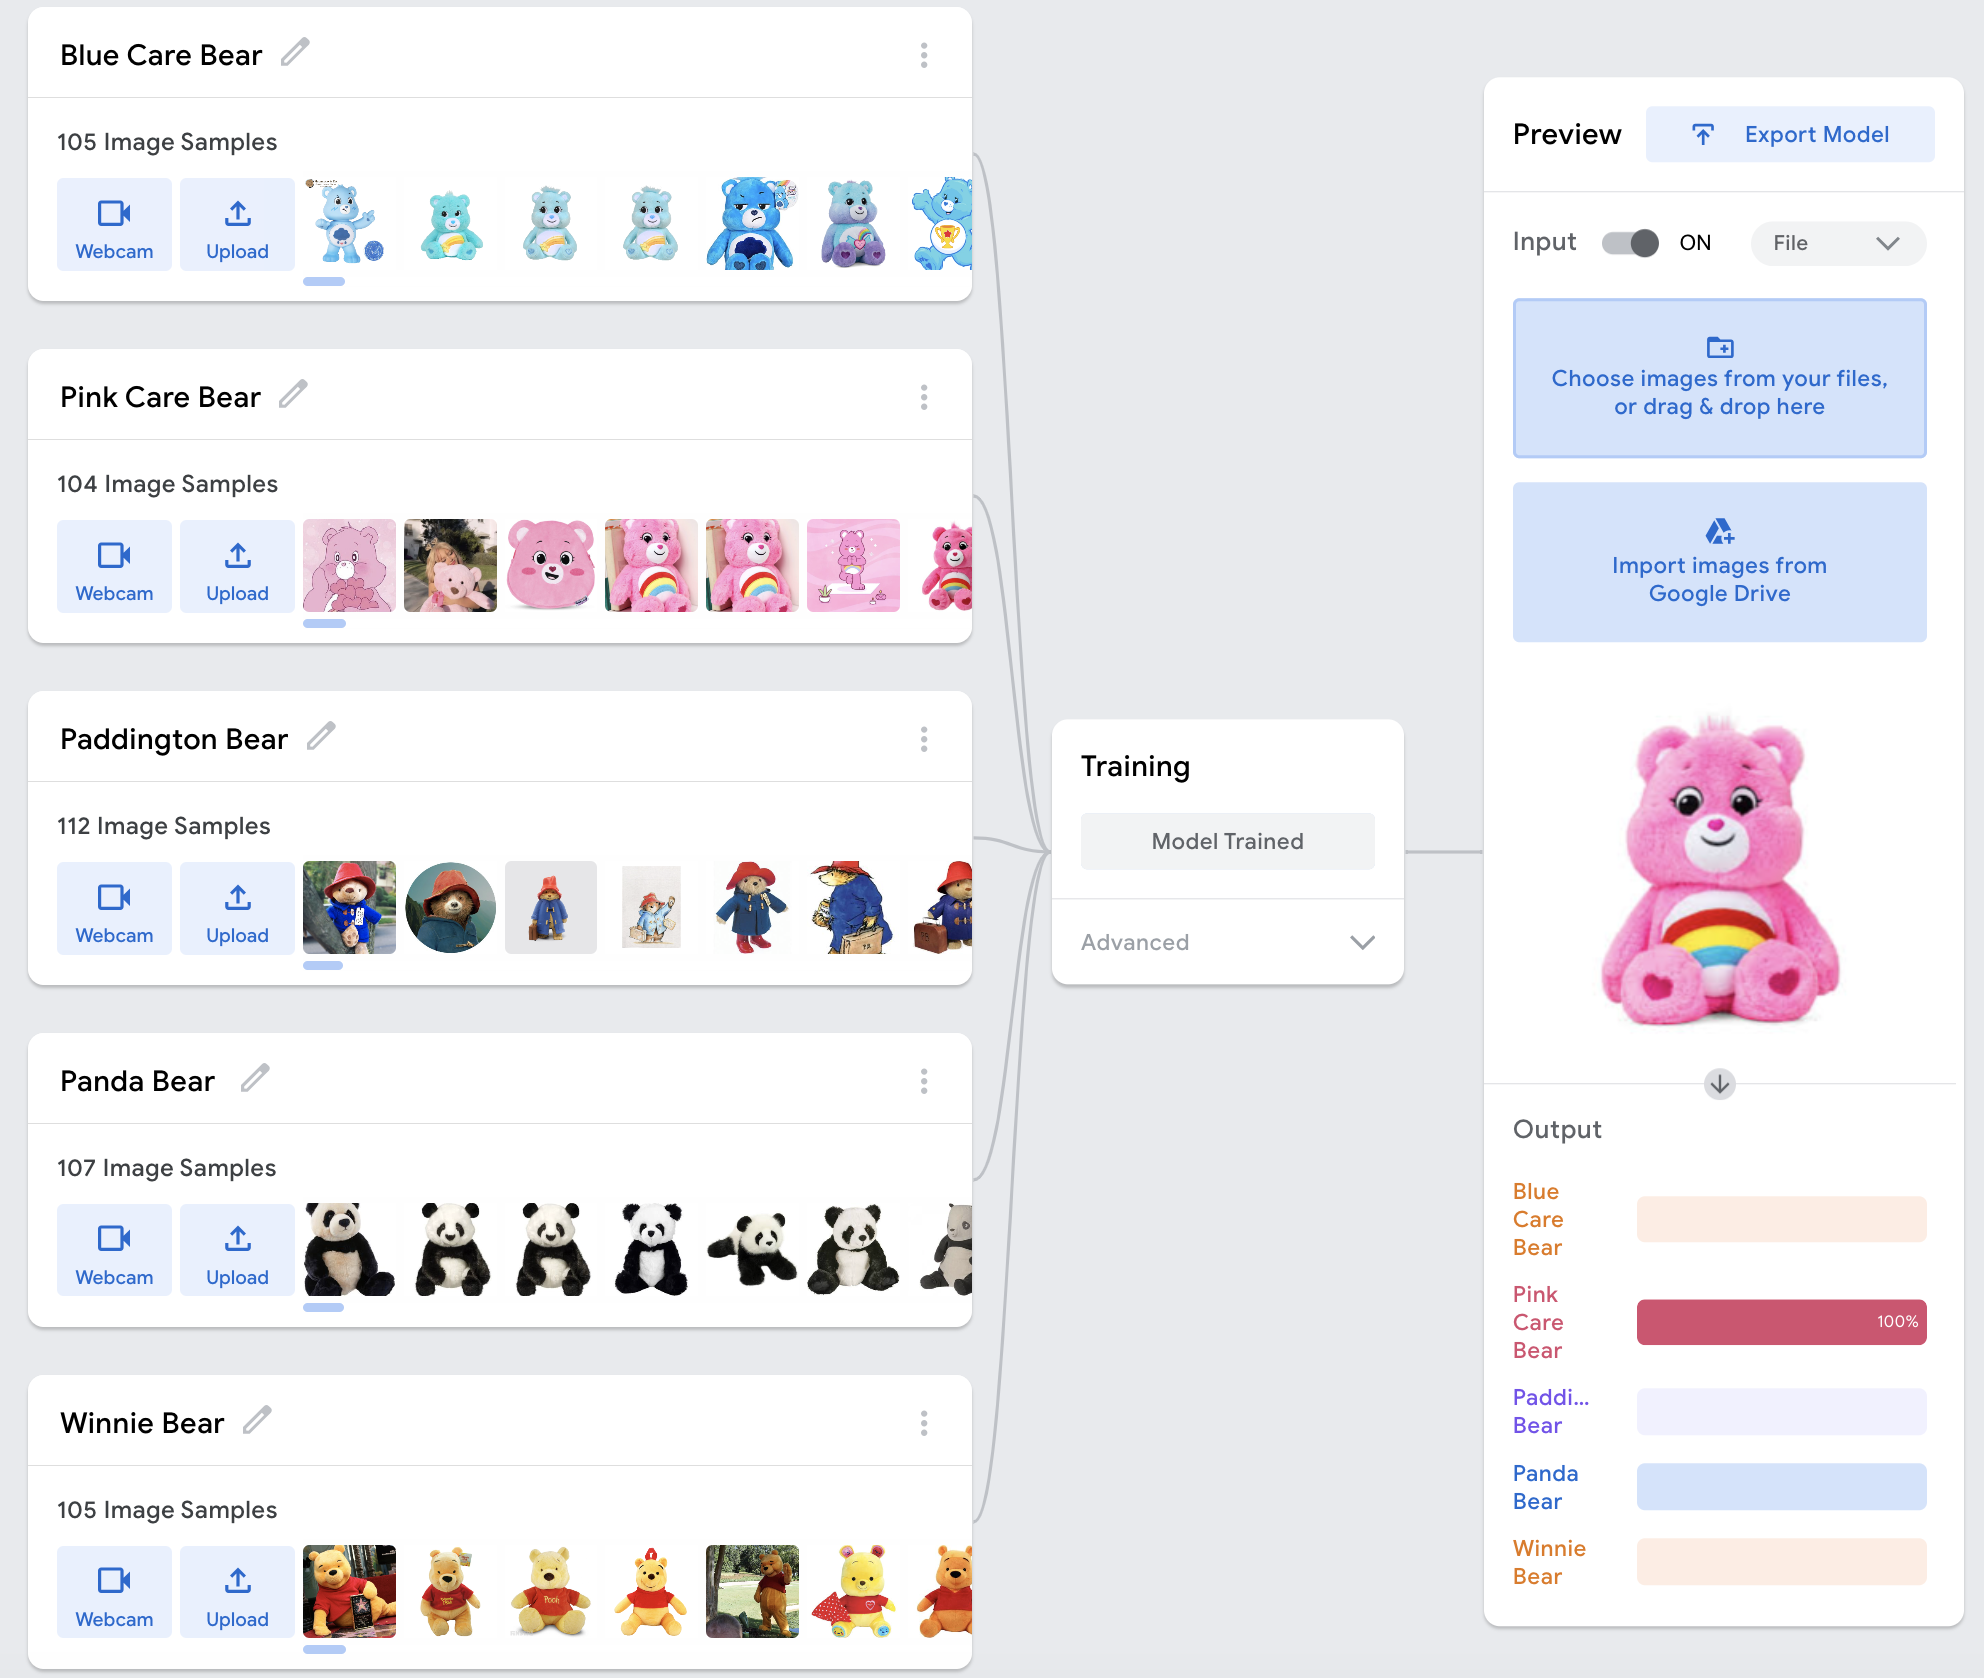 Blue Care Bear
105 Image Samples
Webcam
Upload
Pink Care Bear
104 Image Samples
Webcam
Upload
Paddington Bear
112 Image Samples
Webcam
Upload
Panda Bear
107 Image Samples
Webcam
Upload
Winnie Bear
105 Image Samples
Webcam
Upload
Pooh
Training
Model Trained
Advanced
Preview
Export Model
Input
ON
File
Choose images from your files,
or drag & drop here
Import images from
Google Drive
Output
Blue
Care
Bear
Pink
Care
Bear
100%
Paddi...
Bear
Panda
Bear
Winnie
Bear